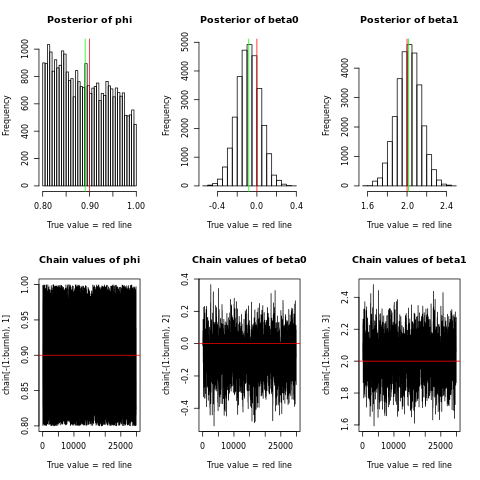 Posterior of phi
Posterior of beta0
Posterior of beta1
Frequency
0 200 400 600 800 1000
0.80 0.90 1.00
True value = red line
Frequency
0 1000 2000 3000 4000 5000
-0.4 0.0 0.4
True value = red line
Frequency
0 1000 2000 3000 4000
1.6 2.0 2.4
True value = red line
Chain values of phi
Chain values of beta0
Chain values of beta1
chain[-(1:burnIn), 1]
0.80 0.85 0.90 0.95 1.00
0 10000 25000
True value = red line
chain[-(1:burnIn), 2]
-0.4 -0.2 0.0 0.2 0.4
0 10000 25000
True value = red line
chain[-(1:burnIn), 3]
1.6 1.8 2.0 2.2 2.4
0 10000 25000
True value = red line